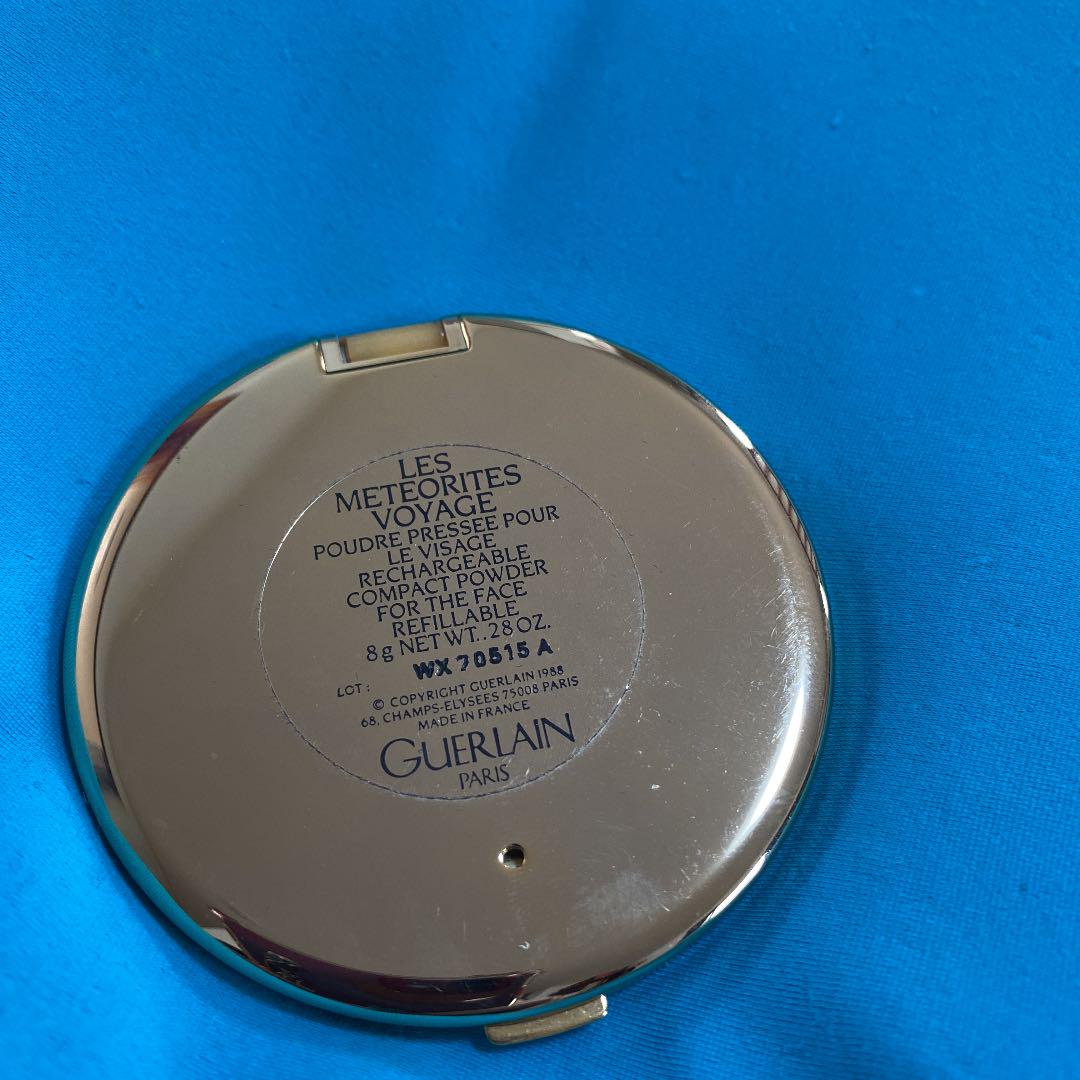 LES
METEORITES
VOYAGE
POUDRE PRESSEE POUR
LE VISAGE
RECHARGEABLE
COMPACT POWDER
FOR THE FACE
REFILLABLE
8g NET WT..28 OZ.
LOT: WX 70515 A
© COPYRIGHT GUERLAIN 1988
68, CHAMPS-ELYSEES 75008 PARIS
MADE IN FRANCE
GUERLAIN
PARIS